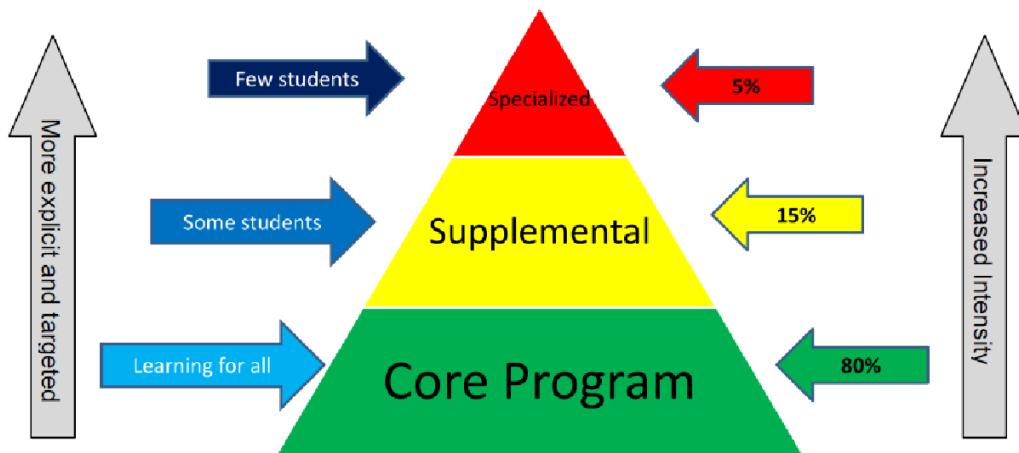 Few students
Specialized
5%
More explicit and targeted
Some students
Supplemental
15%
Increased Intensity
Learning for all
Core Program
80%